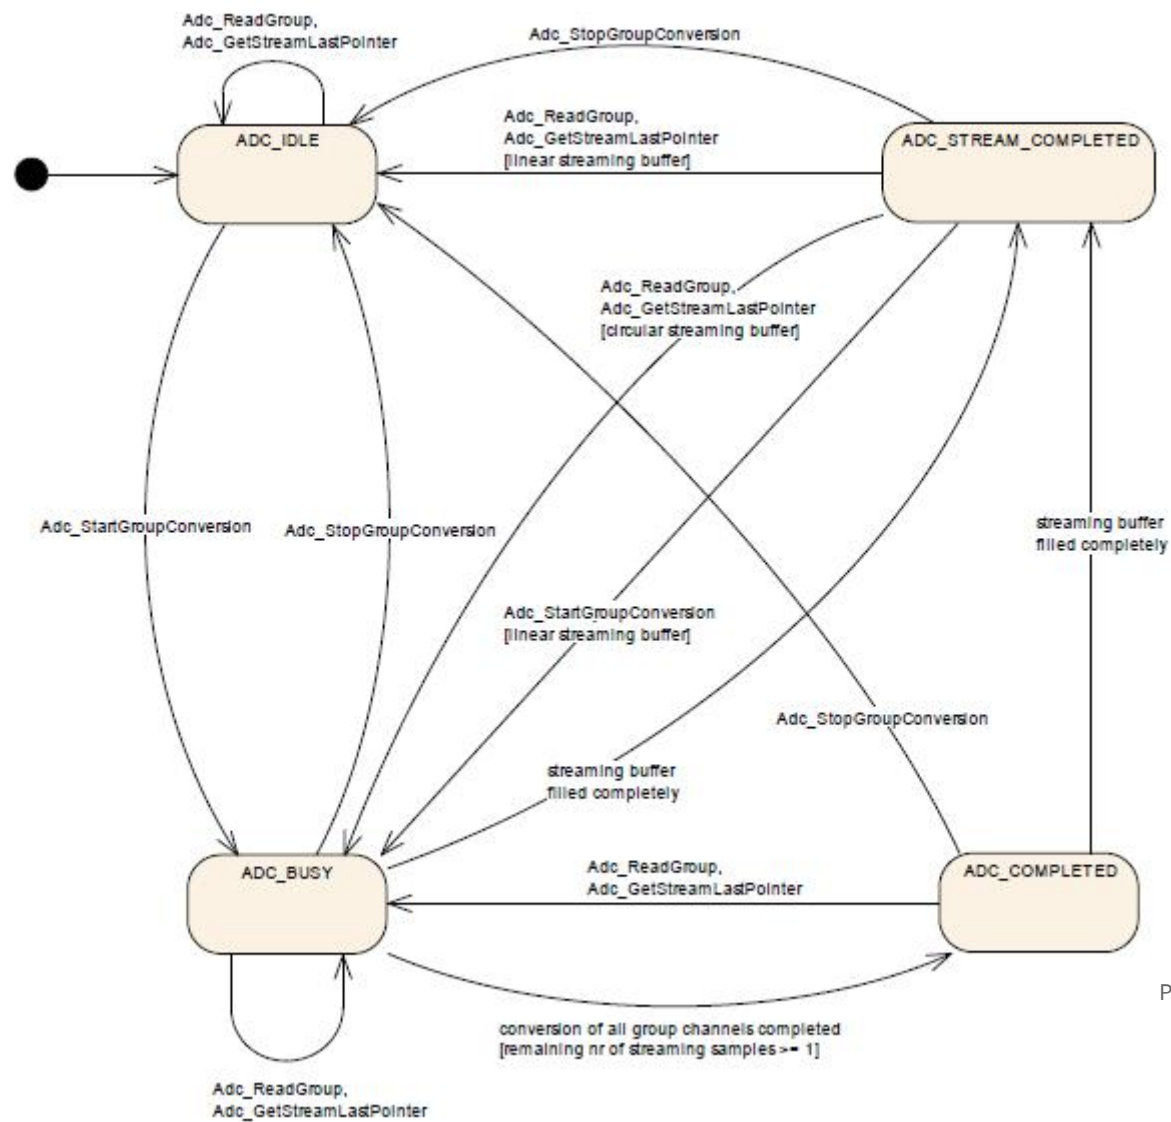 Adc_ReadGroup,
Adc_GetStreamLastPointer
Adc_StopGroupConversion
ADC_IDLE
Adc_ReadGroup,
Adc_GetStreamLastPointer
[linear streaming buffer]
ADC_STREAM_COMPLETED
Adc_ReadGroup,
Adc_GetStreamLastPointer
[circular streaming buffer]
Adc_StartGroupConversion
Adc_StopGroupConversion
streaming buffer
filled completely
Adc_StartGroupConversion
[linear streaming buffer]
Adc_StopGroupConversion
streaming buffer
filled completely
ADC_BUSY
Adc_ReadGroup,
Adc_GetStreamLastPointer
ADC_COMPLETED
P
conversion of all group channels completed
[remaining nr of streaming samples >= 1]
Adc_ReadGroup,
Adc_GetStreamLastPointer